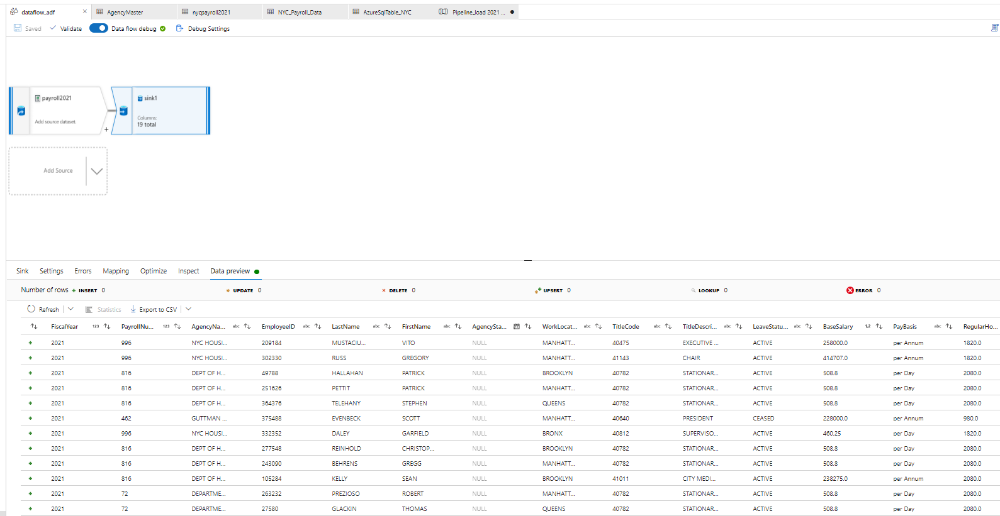 dataflow_adf AgencyMaster nycpayroll2021 NYC_Payroll_Data AzureSqlTable_NYC Pipeline_load 2021 ...
Saved Validate Data flow debug Debug Settings
payroll2021
Add source dataset.
sink1
Columns:
19 total
Add Source
Sink Settings Errors Mapping Optimize Inspect Data preview
Number of rows INSERT 0 UPDATE 0 DELETE 0 UPSERT 0 LOOKUP 0 ERROR 0
Refresh Statistics Export to CSV
FiscalYear 123 PayrollNu... 123 AgencyNa... abc EmployeeID abc LastName abc FirstName abc AgencySta... WorkLocat... abc TitleCode abc TitleDescri... abc LeaveStatu... abc BaseSalary 1.2 PayBasis abc RegularHo...
2021 996 NYC HOUSI... 209184 MUSTACIU... VITO NULL MANHATT... 40475 EXECUTIVE ... ACTIVE 258000.0 per Annum 1820.0
2021 996 NYC HOUSI... 302330 RUSS GREGORY NULL MANHATT... 41143 CHAIR ACTIVE 414707.0 per Annum 1820.0
2021 816 DEPT OF H... 49788 HALLAHAN PATRICK NULL BROOKLYN 40782 STATIONAR... ACTIVE 508.8 per Day 2080.0
2021 816 DEPT OF H... 251626 PETTIT PATRICK NULL MANHATT... 40782 STATIONAR... ACTIVE 508.8 per Day 2080.0
2021 816 DEPT OF H... 364376 TELEHANY STEPHEN NULL QUEENS 40782 STATIONAR... ACTIVE 508.8 per Day 2080.0
2021 462 GUTTMAN ... 375488 EVENBECK SCOTT NULL MANHATT... 40640 PRESIDENT CEASED 228000.0 per Annum 980.0
2021 996 NYC HOUSI... 332352 DALEY GARFIELD NULL BRONX 40812 SUPERVISO... ACTIVE 460.25 per Day 1820.0
2021 816 DEPT OF H... 277548 REINHOLD CHRISTOP... NULL BROOKLYN 40782 STATIONAR... ACTIVE 508.8 per Day 2080.0
2021 816 DEPT OF H... 243090 BEHRENS GREGG NULL MANHATT... 40782 STATIONAR... ACTIVE 508.8 per Day 2080.0
2021 816 DEPT OF H... 105284 KELLY SEAN NULL BROOKLYN 41011 CITY MEDI... ACTIVE 238275.0 per Annum 2080.0
2021 72 DEPARTME... 263232 PREZIOSO ROBERT NULL MANHATT... 40782 STATIONAR... ACTIVE 508.8 per Day 2080.0
2021 72 DEPARTME... 27580 GLACKIN THOMAS NULL QUEENS 40782 STATIONAR... ACTIVE 508.8 per Day 2080.0